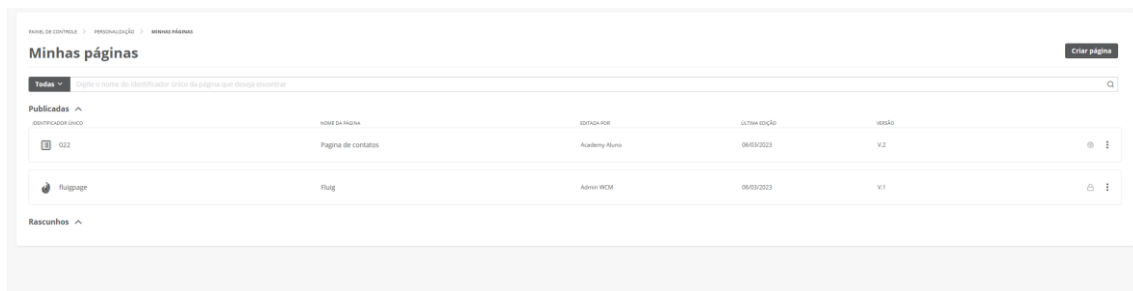 PAINEL DE CONTROLE > PERSONALIZAÇÃO > MINHAS PÁGINAS
Minhas páginas
Criar página
Todas
Digite o nome do identificador único da página que deseja encontrar
Publicadas
IDENTIFICADOR ÚNICO NOME DA PÁGINA EDITADA POR ÚLTIMA EDIÇÃO VERSÃO
022 Pagina de contatos Academy Aluno 06/03/2023 V.2
fluigpage Fluig Admin WCM 06/03/2023 V.1
Rascunhos